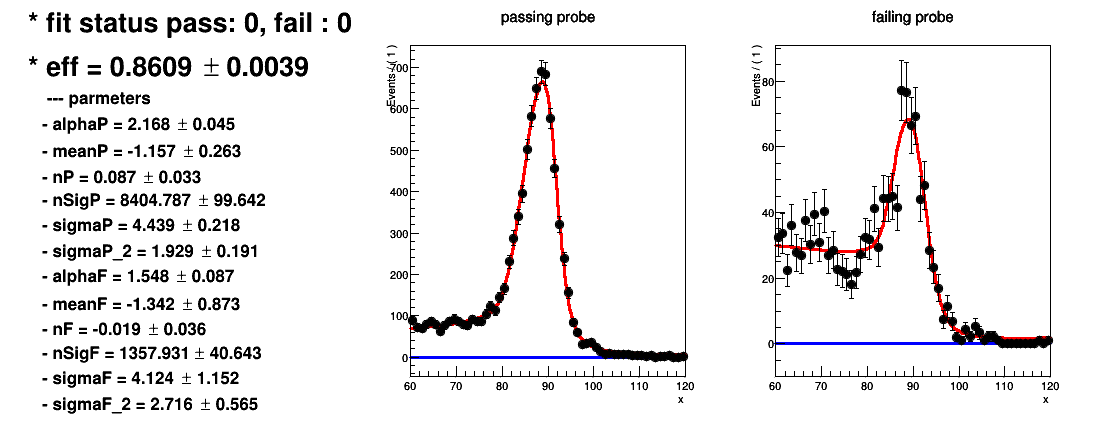 * fit status pass: 0, fail : 0
* eff = 0.8609 ± 0.0039
--- parmeters
- alphaP = 2.168 ± 0.045
- meanP = -1.157 ± 0.263
- nP = 0.087 ± 0.033
- nSigP = 8404.787 ± 99.642
- sigmaP = 4.439 ± 0.218
- sigmaP_2 = 1.929 ± 0.191
- alphaF = 1.548 ± 0.087
- meanF = -1.342 ± 0.873
- nF = -0.019 ± 0.036
- nSigF = 1357.931 ± 40.643
- sigmaF = 4.124 ± 1.152
- sigmaF_2 = 2.716 ± 0.565
passing probe
Events / ( 1 )
700
600
500
400
300
200
100
0
60 70 80 90 100 110 120
x
failing probe
Events / ( 1 )
80
60
40
20
0
60 70 80 90 100 110 120
x